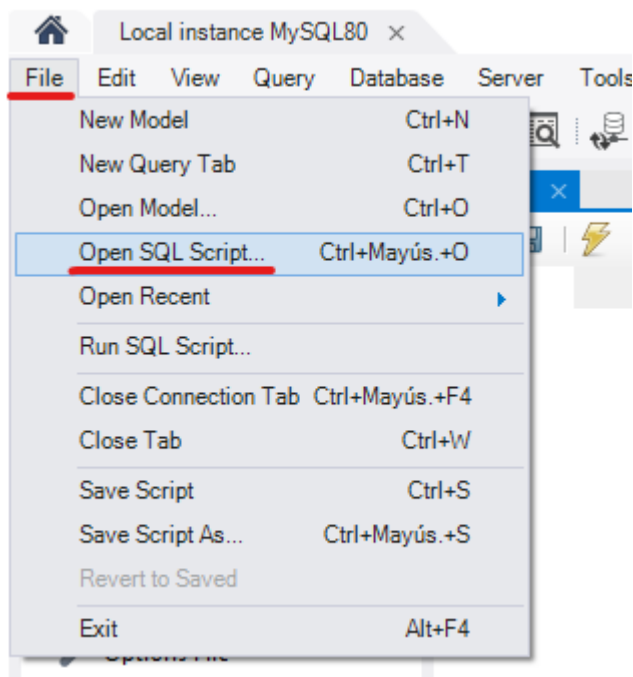 Local instance MySQL80
File Edit View Query Database Server Tools
New Model Ctrl+N
New Query Tab Ctrl+T
Open Model... Ctrl+O
Open SQL Script... Ctrl+Mayús.+O
Open Recent
Run SQL Script...
Close Connection Tab Ctrl+Mayús.+F4
Close Tab Ctrl+W
Save Script Ctrl+S
Save Script As... Ctrl+Mayús.+S
Revert to Saved
Exit Alt+F4
Options File